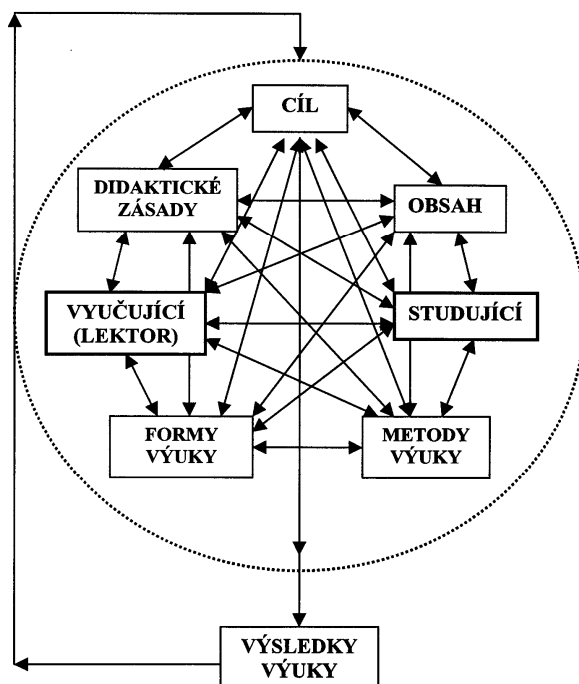 CÍL
DIDAKTICKÉ
ZÁSADY
OBSAH
VYUČUJÍCÍ
(LEKTOR)
STUDUJÍCÍ
FORMY
VÝUKY
METODY
VÝUKY
VÝSLEDKY
VÝUKY